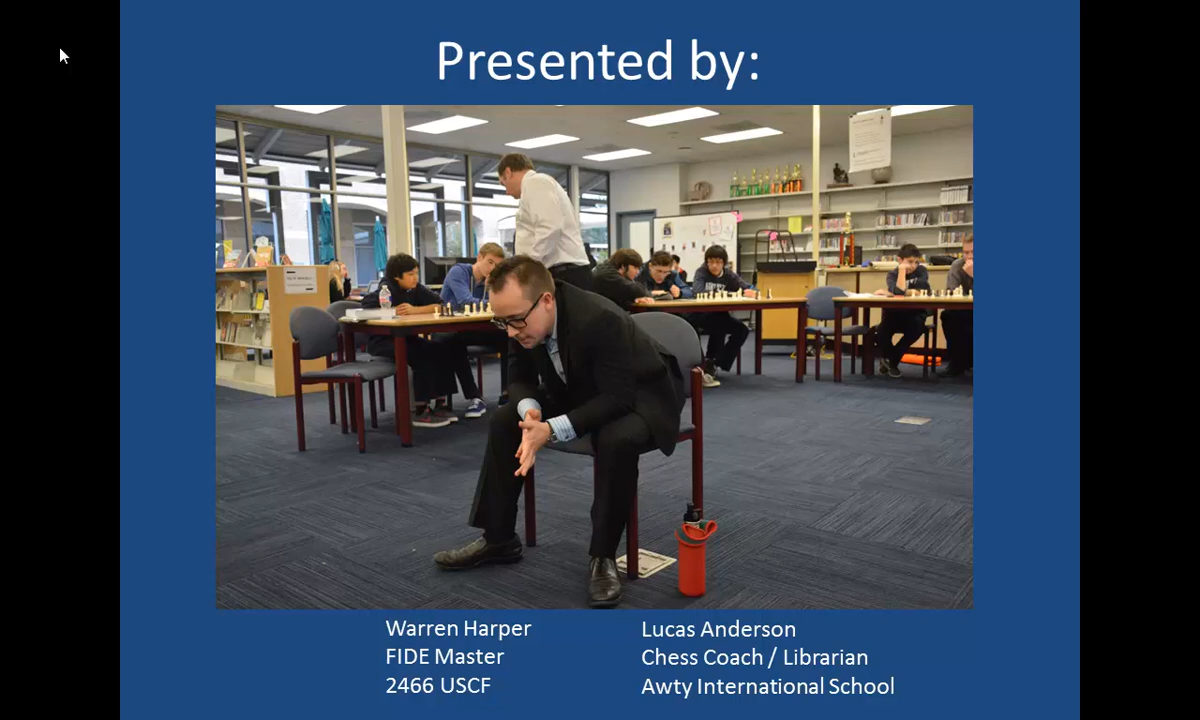 Presented by:
Warren Harper
FIDE Master
2466 USCF
Lucas Anderson
Chess Coach / Librarian
Awty International School